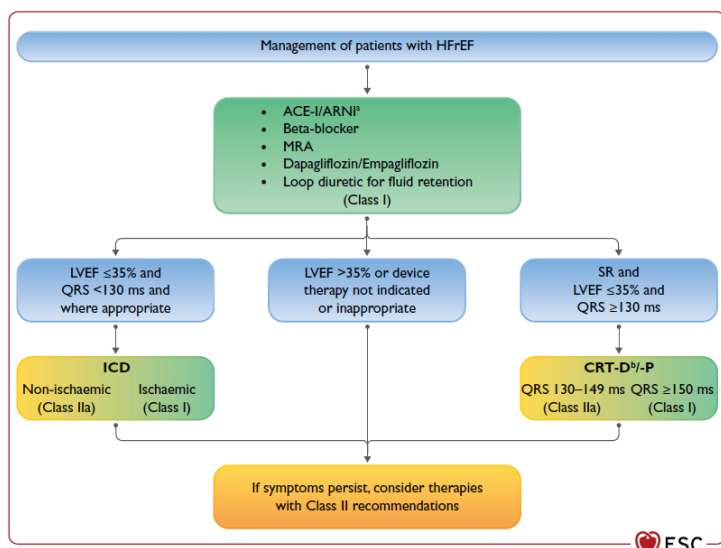 Management of patients with HFrEF
• ACE-I/ARNIᵃ
• Beta-blocker
• MRA
• Dapagliflozin/Empagliflozin
• Loop diuretic for fluid retention
(Class I)
LVEF ≤35% and
QRS <130 ms and
where appropriate
LVEF >35% or device
therapy not indicated
or inappropriate
SR and
LVEF ≤35% and
QRS ≥130 ms
ICD
Non-ischaemic Ischaemic
(Class IIa) (Class I)
CRT-Dᵇ/-P
QRS 130–149 ms QRS ≥150 ms
(Class IIa) (Class I)
If symptoms persist, consider therapies
with Class II recommendations
ESC